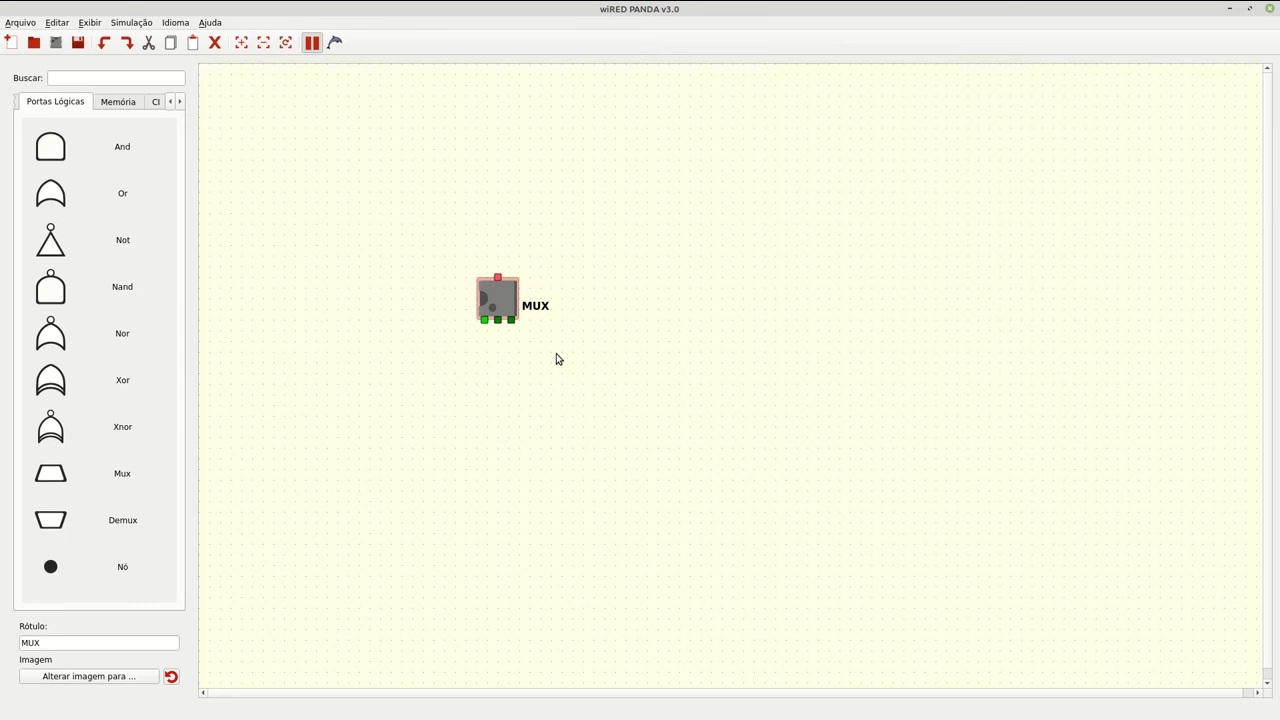 wiRED PANDA v3.0
Arquivo Editar Exibir Simulação Idioma Ajuda
Buscar:
Portas Lógicas Memória CI
And
Or
Not
Nand
Nor
Xor
Xnor
Mux
Demux
Nó
MUX
Rótulo:
MUX
Imagem
Alterar imagem para ...